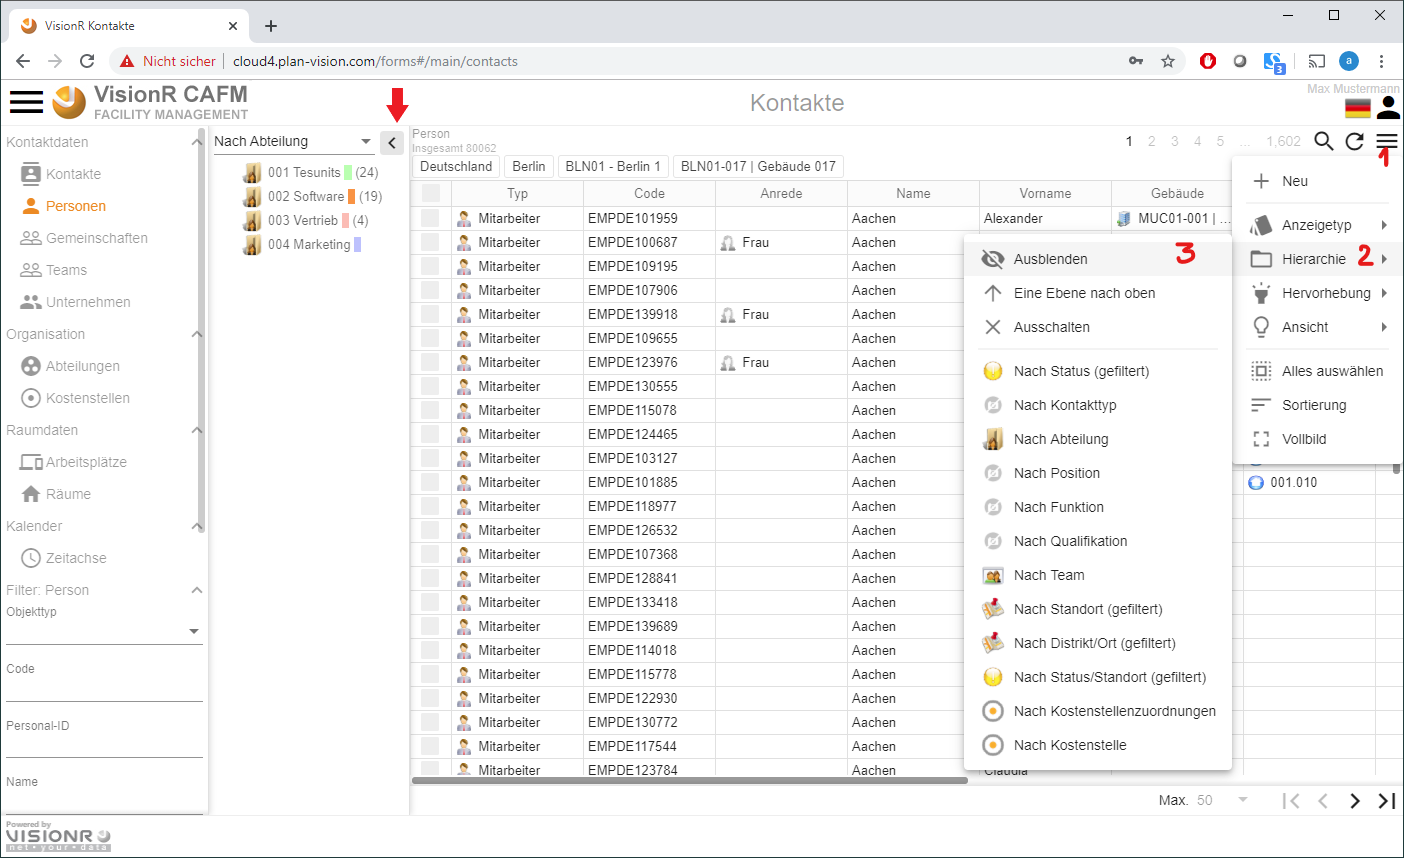 VisionR Kontakte
Nicht sicher
cloud4.plan-vision.com/forms#/main/contacts
3
a
VisionR CAFM
FACILITY MANAGEMENT
Kontakte
Max Mustermann
Kontaktdaten
Kontakte
Personen
Gemeinschaften
Teams
Unternehmen
Organisation
Abteilungen
Kostenstellen
Raumdaten
Arbeitsplätze
Räume
Kalender
Zeitachse
Filter: Person
Objekttyp
Code
Personal-ID
Name
Powered by
VISIONR
net·your·data
Nach Abteilung
001 Tesunits (24)
002 Software (19)
003 Vertrieb (4)
004 Marketing
Person
Insgesamt 80062
1 2 3 4 5 ... 1,602
Deutschland Berlin BLN01 - Berlin 1 BLN01-017 | Gebäude 017
Typ Code Anrede Name Vorname Gebäude
Mitarbeiter EMPDE101959 Aachen Alexander MUC01-001 | ...
Mitarbeiter EMPDE100687 Frau Aachen
Mitarbeiter EMPDE109195 Aachen
Mitarbeiter EMPDE107906 Aachen
Mitarbeiter EMPDE139918 Frau Aachen
Mitarbeiter EMPDE109655 Aachen
Mitarbeiter EMPDE123976 Frau Aachen
Mitarbeiter EMPDE130555 Aachen
Mitarbeiter EMPDE115078 Aachen
Mitarbeiter EMPDE124465 Aachen
Mitarbeiter EMPDE103127 Aachen
Mitarbeiter EMPDE101885 Aachen 001.010
Mitarbeiter EMPDE118977 Aachen
Mitarbeiter EMPDE126532 Aachen
Mitarbeiter EMPDE107368 Aachen
Mitarbeiter EMPDE128841 Aachen
Mitarbeiter EMPDE133418 Aachen
Mitarbeiter EMPDE139689 Aachen
Mitarbeiter EMPDE114018 Aachen
Mitarbeiter EMPDE115778 Aachen
Mitarbeiter EMPDE122930 Aachen
Mitarbeiter EMPDE130772 Aachen
Mitarbeiter EMPDE117544 Aachen
Mitarbeiter EMPDE123784 Aachen Claudia
Max. 50
1
Neu
Anzeigetyp
Hierarchie 2
Hervorhebung
Ansicht
Alles auswählen
Sortierung
Vollbild
Ausblenden 3
Eine Ebene nach oben
Ausschalten
Nach Status (gefiltert)
Nach Kontakttyp
Nach Abteilung
Nach Position
Nach Funktion
Nach Qualifikation
Nach Team
Nach Standort (gefiltert)
Nach Distrikt/Ort (gefiltert)
Nach Status/Standort (gefiltert)
Nach Kostenstellenzuordnungen
Nach Kostenstelle